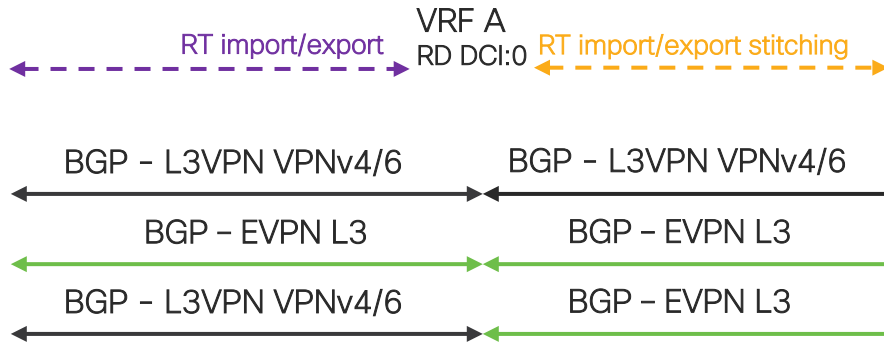 VRF A
RT import/export
RD DCI:0
RT import/export stitching
BGP – L3VPN VPNv4/6
BGP – L3VPN VPNv4/6
BGP – EVPN L3
BGP – EVPN L3
BGP – L3VPN VPNv4/6
BGP – EVPN L3